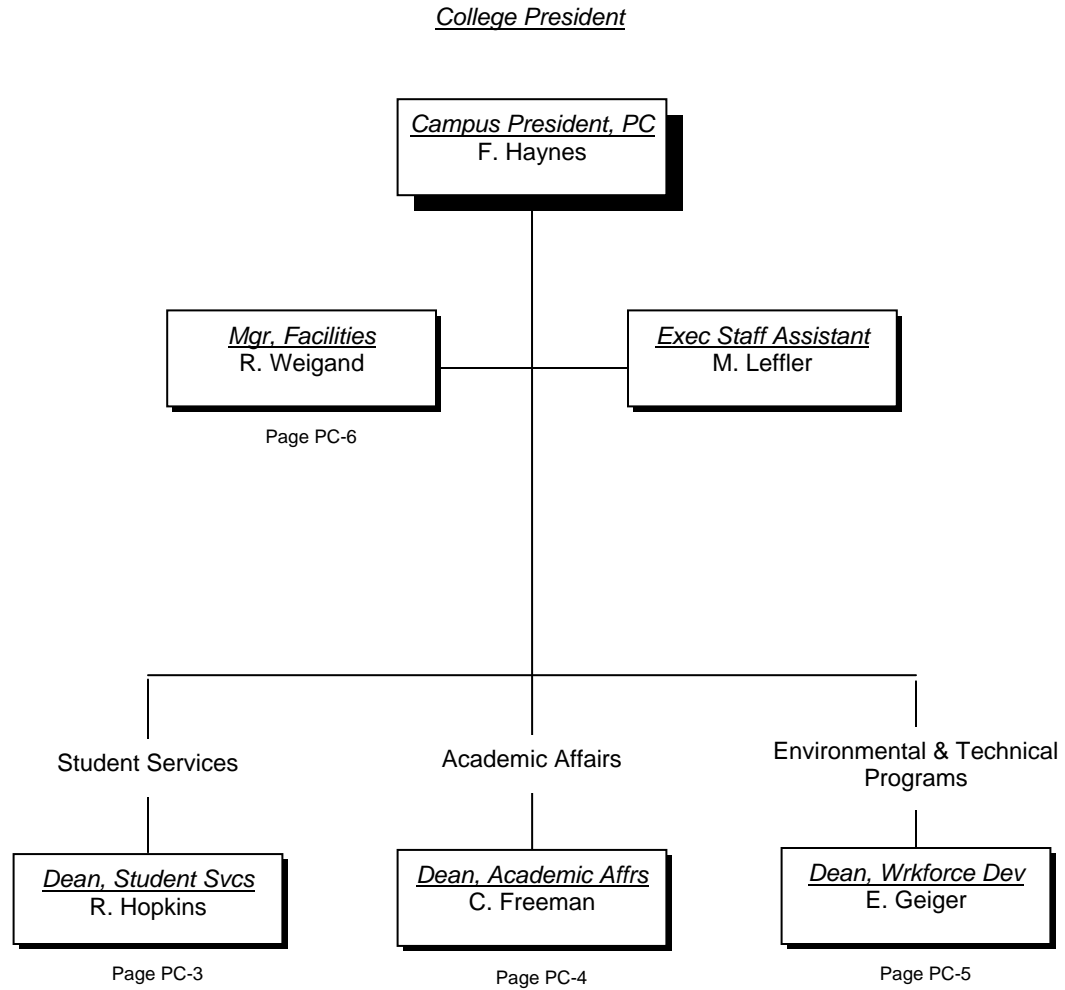 College President
Campus President, PC
F. Haynes
Mgr, Facilities
R. Weigand
Page PC-6
Exec Staff Assistant
M. Leffler
Student Services
Academic Affairs
Environmental & Technical
Programs
Dean, Student Svcs
R. Hopkins
Page PC-3
Dean, Academic Affrs
C. Freeman
Page PC-4
Dean, Wrkforce Dev
E. Geiger
Page PC-5